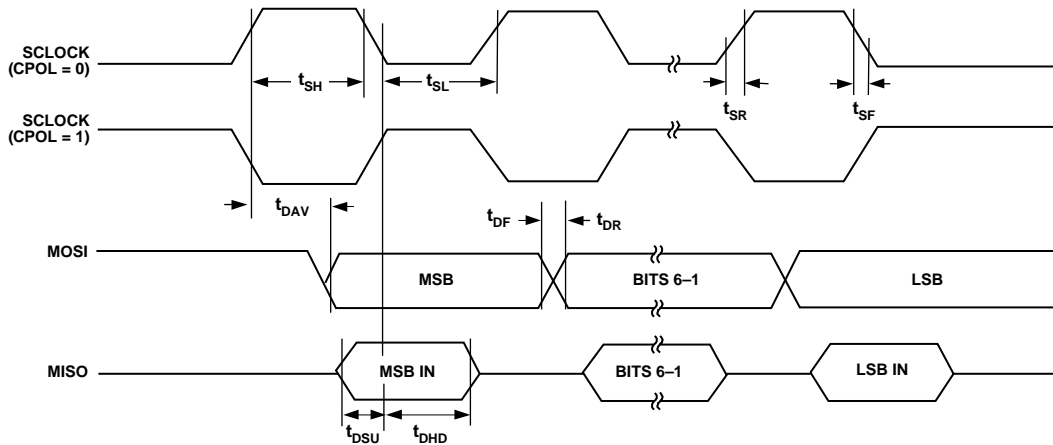 SCLOCK
(CPOL = 0)
tSH
tSL
tSR
tSF
SCLOCK
(CPOL = 1)
tDAV
tDF
tDR
MOSI
MSB
BITS 6–1
LSB
MISO
MSB IN
BITS 6–1
LSB IN
tDSU
tDHD